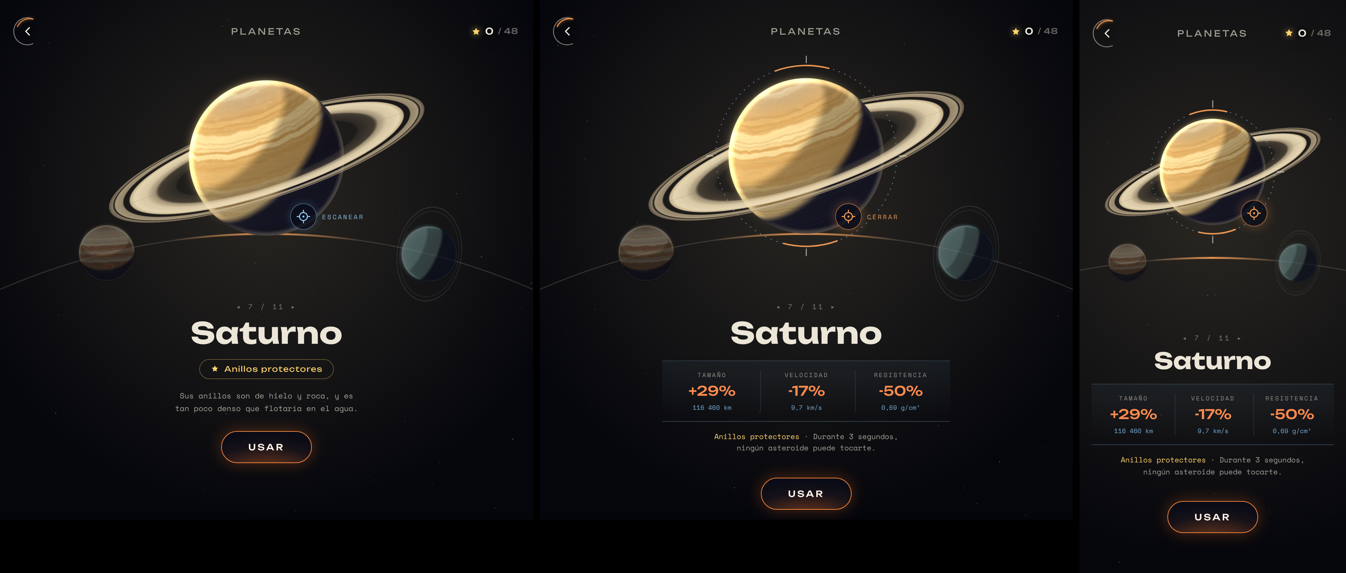 PLANETAS
★ 0 / 48
ESCANEAR
◂ 7 / 11 ▸
Saturno
★ Anillos protectores
Sus anillos son de hielo y roca, y es
tan poco denso que flotaría en el agua.
USAR
PLANETAS
★ 0 / 48
CERRAR
◂ 7 / 11 ▸
Saturno
TAMAÑO VELOCIDAD RESISTENCIA
+29% -17% -50%
116 460 km 9,7 km/s 0,69 g/cm³
Anillos protectores · Durante 3 segundos,
ningún asteroide puede tocarte.
USAR
PLANETAS
★ 0 / 48
◂ 7 / 11 ▸
Saturno
TAMAÑO VELOCIDAD RESISTENCIA
+29% -17% -50%
116 460 km 9,7 km/s 0,69 g/cm³
Anillos protectores · Durante 3 segundos,
ningún asteroide puede tocarte.
USAR